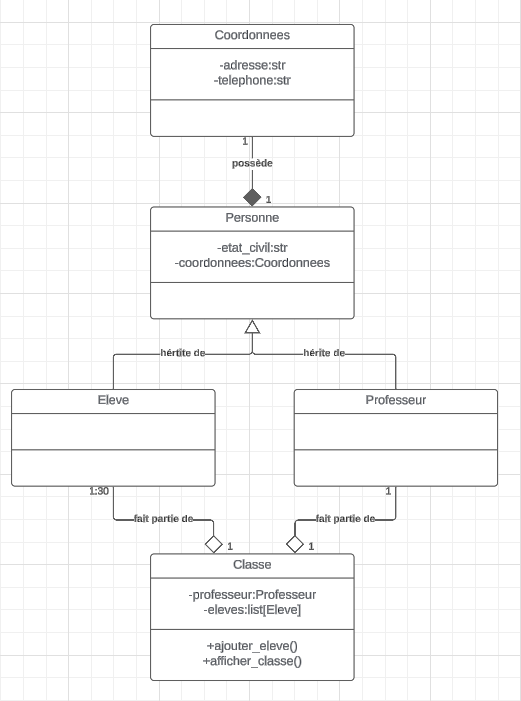 Coordonnees
-adresse:str
-telephone:str
1
possède
1
Personne
-etat_civil:str
-coordonnees:Coordonnees
hértite de
hérite de
Eleve
Professeur
1:30
1
fait partie de
fait partie de
1
1
Classe
-professeur:Professeur
-eleves:list[Eleve]
+ajouter_eleve()
+afficher_classe()